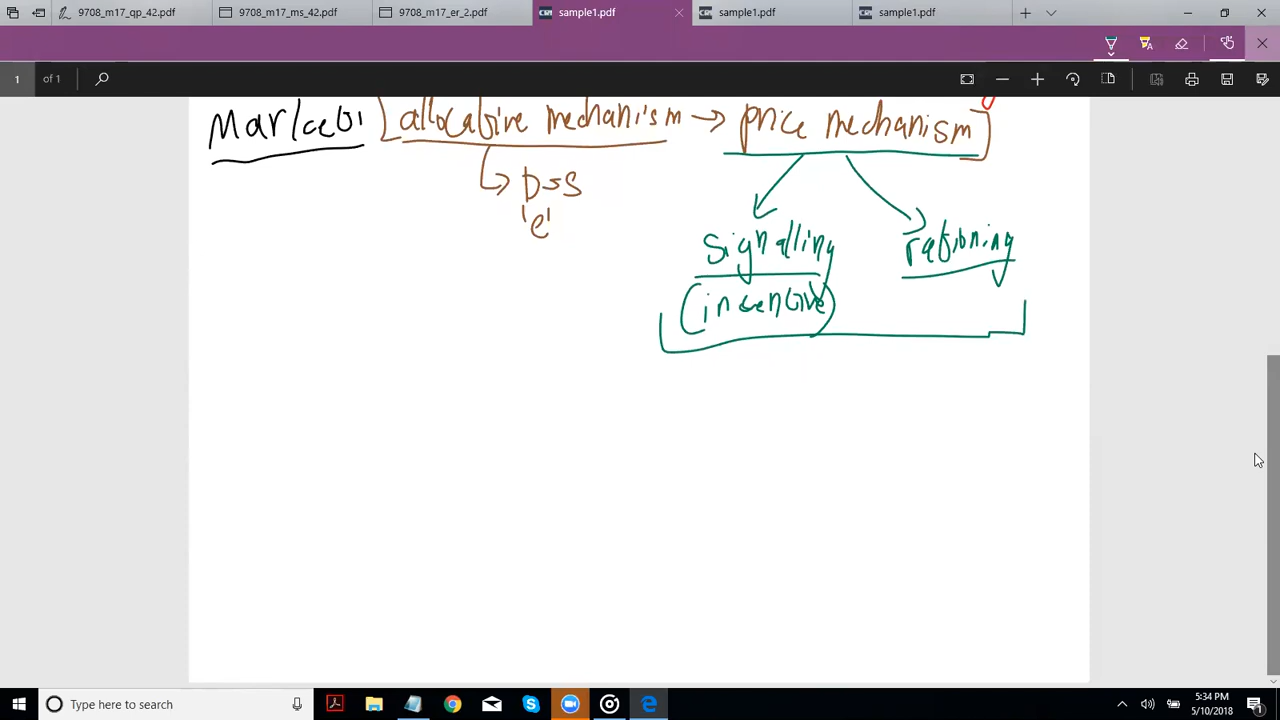 9708_m17_qp_42.pdf 9708_m17_ms_42.pdf 9708_m17_er_2.pdf sample1.pdf sample1.pdf sample1.pdf
1 of 1
Market: allocative mechanism → price mechanism
D=S
'e'
signalling rationing
(incentive)
Type here to search
5:34 PM
5/10/2018